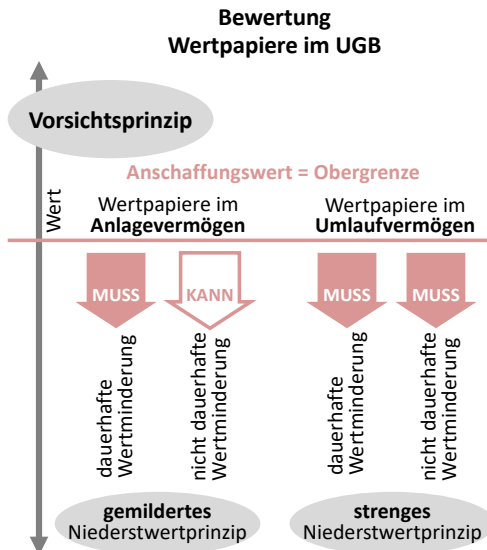 Bewertung
Wertpapiere im UGB
Vorsichtsprinzip
Anschaffungswert = Obergrenze
Wert
Wertpapiere im
Anlagevermögen
Wertpapiere im
Umlaufvermögen
MUSS
KANN
MUSS
MUSS
dauerhafte
Wertminderung
nicht dauerhafte
Wertminderung
dauerhafte
Wertminderung
nicht dauerhafte
Wertminderung
gemildertes
Niederstwertprinzip
strenges
Niederstwertprinzip